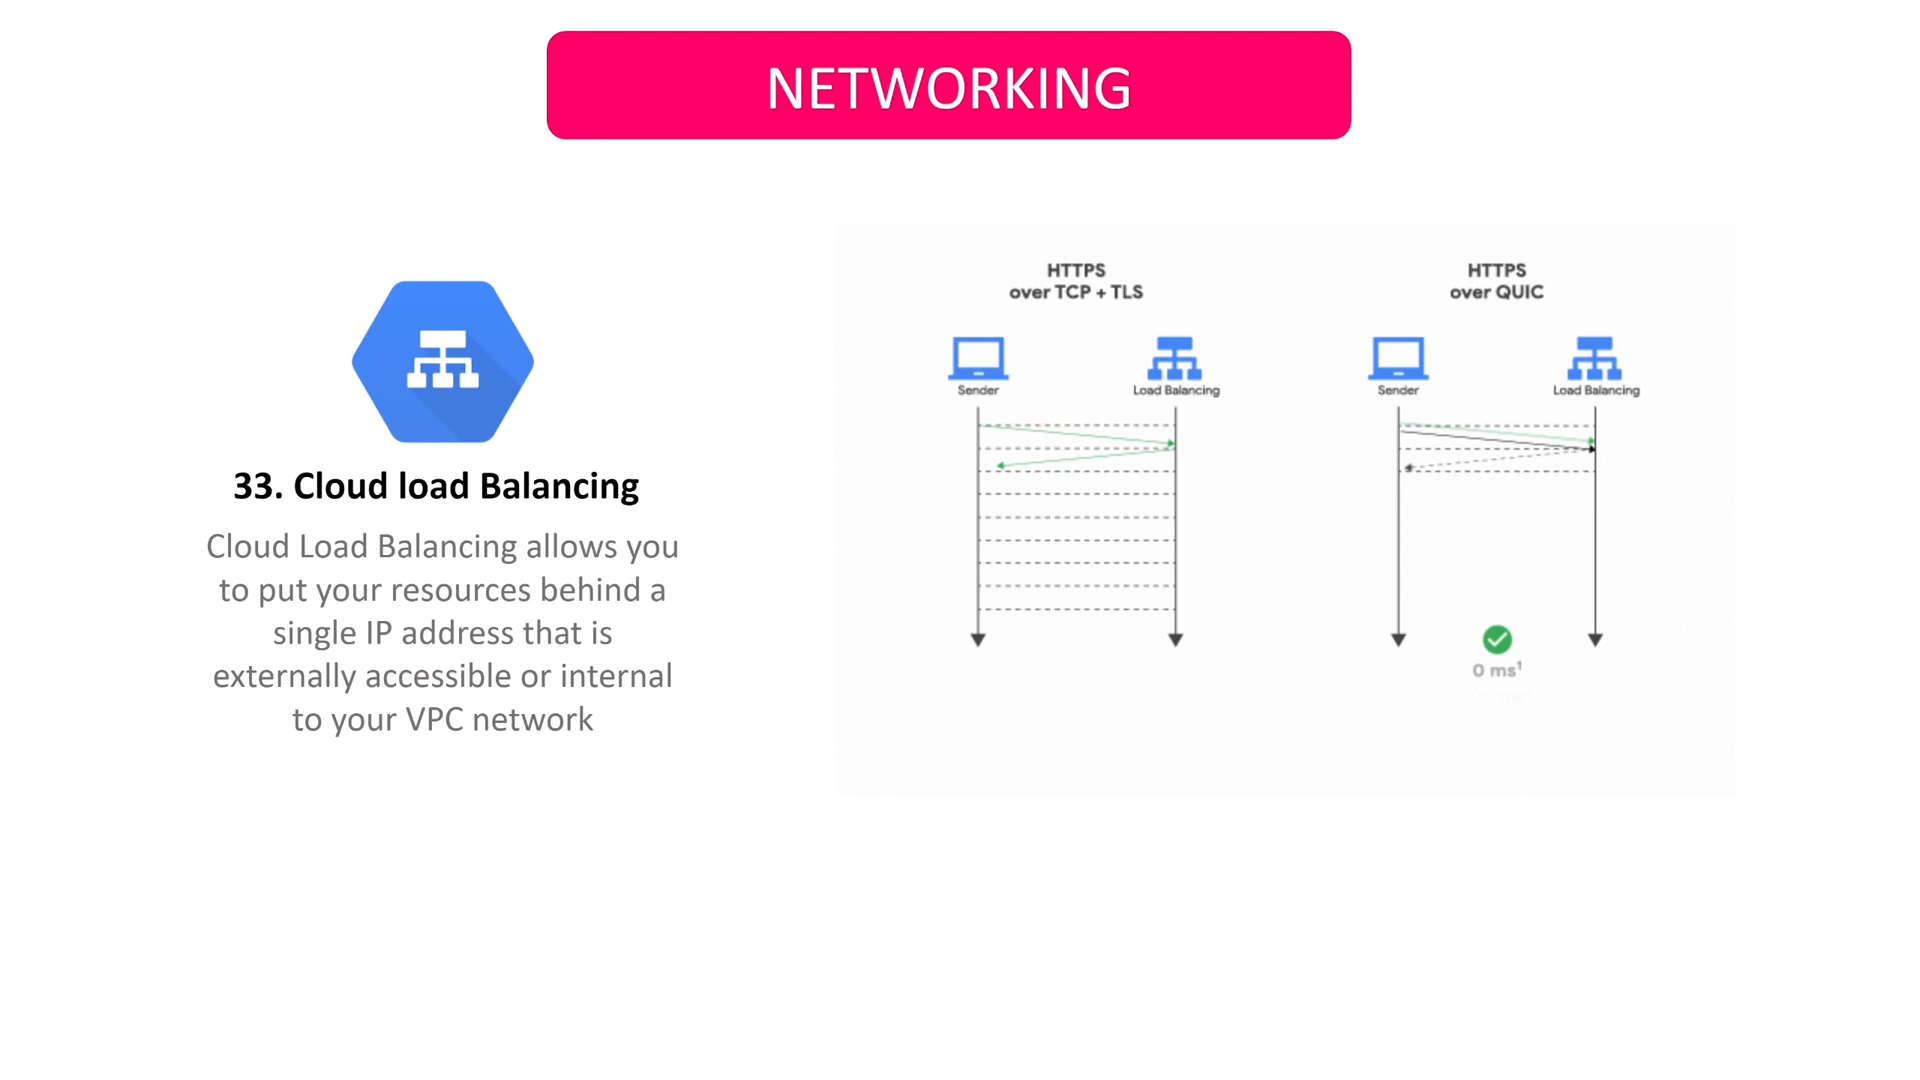 NETWORKING
33. Cloud load Balancing
Cloud Load Balancing allows you
to put your resources behind a
single IP address that is
externally accessible or internal
to your VPC network
HTTPS
over TCP + TLS
Sender
Load Balancing
HTTPS
over QUIC
Sender
Load Balancing
0 ms¹